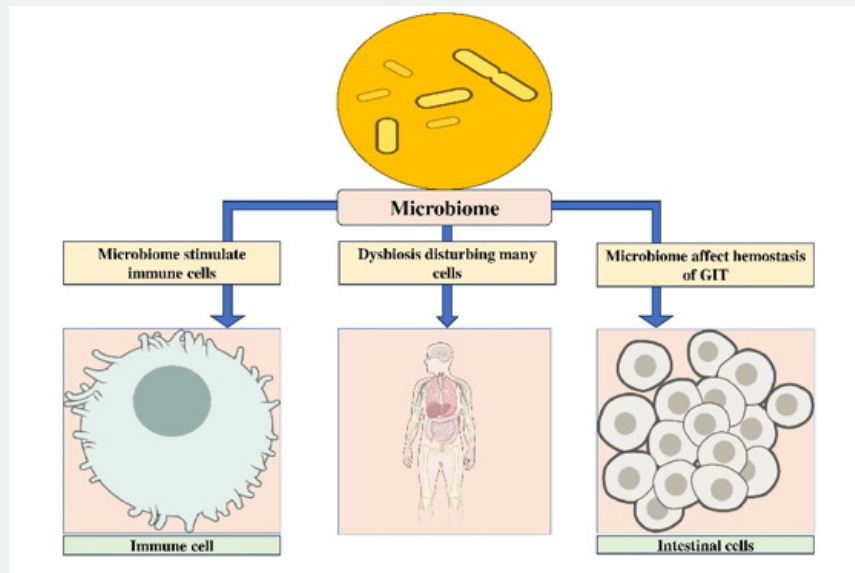 Microbiome
Microbiome stimulate
immune cells
Dysbiosis disturbing many
cells
Microbiome affect hemostasis
of GIT
Immune cell
Intestinal cells